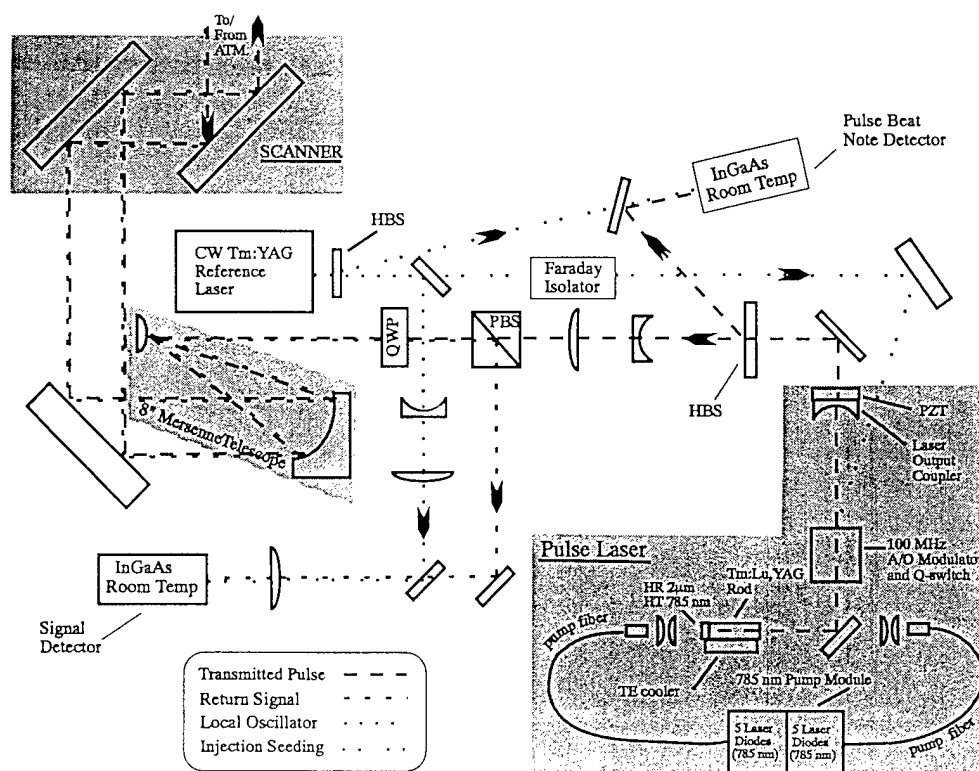 To/
From
ATM.
SCANNER
Pulse Beat
Note Detector
InGaAs
Room Temp
HBS
CW Tm:YAG
Reference
Laser
Faraday
Isolator
QWP
PBS
HBS
8" MersenneTelescope
PZT
Laser
Output
Coupler
100 MHz
A/O Modulato
and Q-switch
Pulse Laser
Tm:Lu,YAG
Rod
HR 2μm
HT 785 nm
InGaAs
Room Temp
Signal
Detector
pump fiber
TE cooler
785 nm Pump Module
5 Laser
Diodes
(785 nm)
5 Laser
Diodes
(785 nm)
pump fiber
Transmitted Pulse
Return Signal
Local Oscillator
Injection Seeding